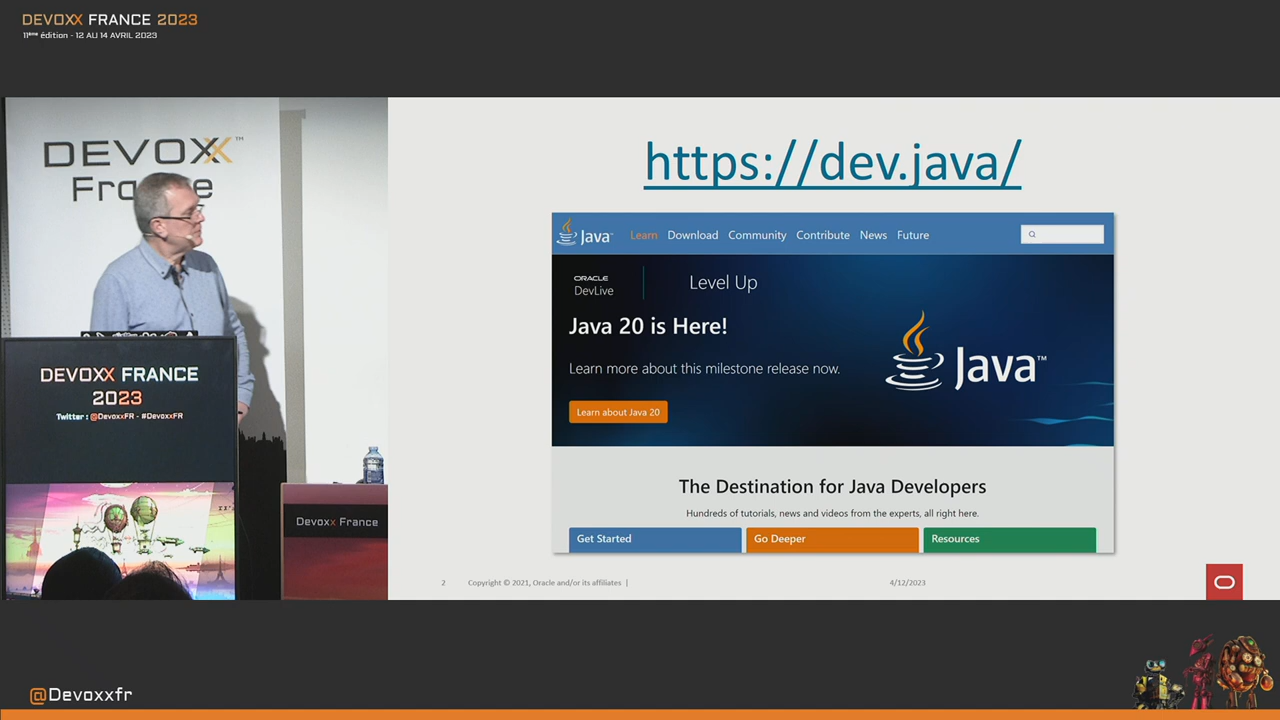 DEVOXX FRANCE 2023
11ème édition - 12 AU 14 AVRIL 2023
DEVOXX™
France
DEVOXX FRANCE
2023
Twitter : @DevoxxFR - #DevoxxFR
Devoxx France
https://dev.java/
Java™ Learn Download Community Contribute News Future
ORACLE
DevLive
Level Up
Java 20 is Here!
Learn more about this milestone release now.
Learn about Java 20
Java™
The Destination for Java Developers
Hundreds of tutorials, news and videos from the experts, all right here.
Get Started Go Deeper Resources
2 Copyright © 2021, Oracle and/or its affiliates | 4/12/2023
@Devoxxfr